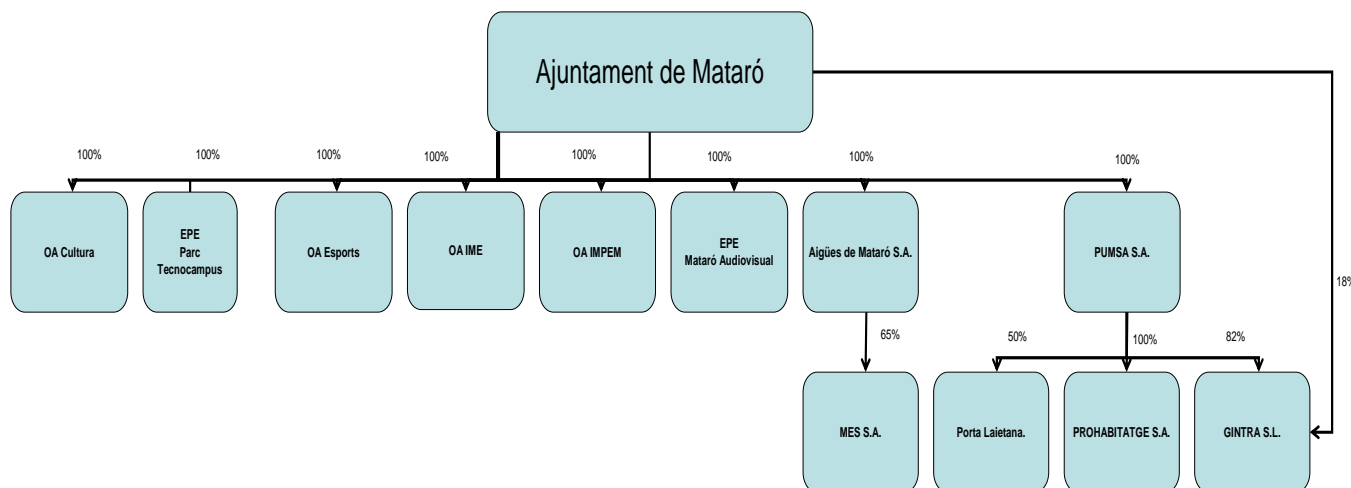 Ajuntament de Mataró
100%
100%
100%
100%
100%
100%
100%
100%
OA Cultura
EPE
Parc
Tecnocampus
OA Esports
OA IME
OA IMPEM
EPE
Mataró Audiovisual
Aigües de Mataró S.A.
PUMSA S.A.
18%
65%
50%
100%
82%
MES S.A.
Porta Laietana.
PROHABITATGE S.A.
GINTRA S.L.